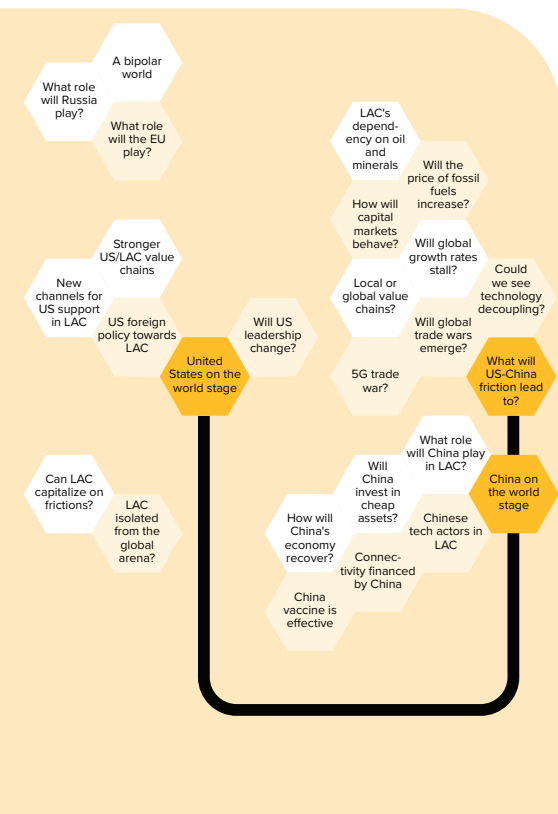 A bipolar
world
What role
will Russia
play?
What role
will the EU
play?
LAC's
depend-
ency on oil
and
minerals
Will the
price of fossil
fuels
increase?
How will
capital
markets
behave?
Will global
growth rates
stall?
Could
we see
technology
decoupling?
Local or
global value
chains?
Will global
trade wars
emerge?
5G trade
war?
What will
US-China
friction lead
to?
Stronger
US/LAC value
chains
New
channels for
US support
in LAC
US foreign
policy towards
LAC
Will US
leadership
change?
United
States on the
world stage
Can LAC
capitalize on
frictions?
LAC
isolated
from the
global
arena?
What role
will China play
in LAC?
Will
China
invest in
cheap
assets?
China on
the world
stage
How will
China's
economy
recover?
Chinese
tech actors in
LAC
Connec-
tivity financed
by China
China
vaccine is
effective